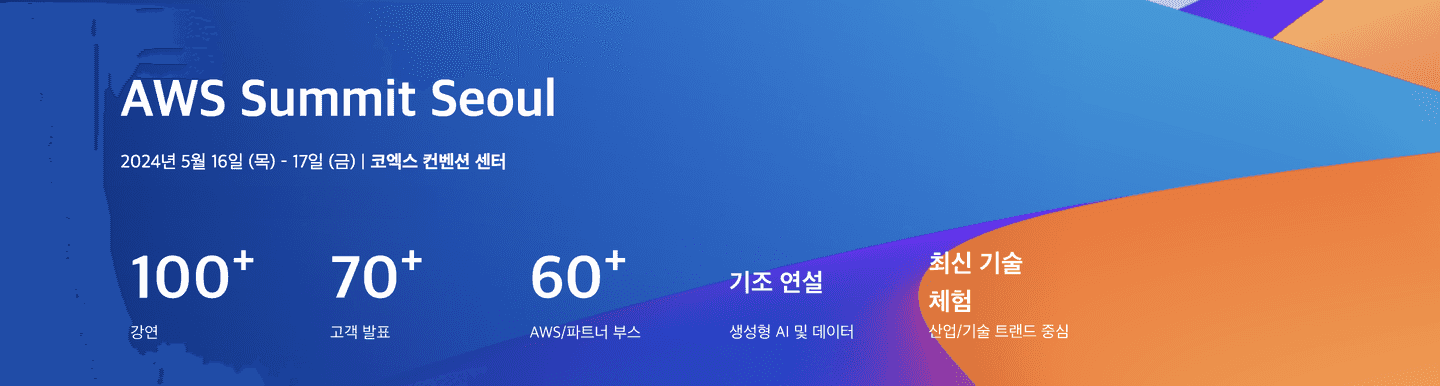 AWS Summit Seoul
2024년 5월 16일 (목) - 17일 (금) | 코엑스 컨벤션 센터
100+
강연
70+
고객 발표
60+
AWS/파트너 부스
기조 연설
생성형 AI 및 데이터
최신 기술
체험
산업/기술 트랜드 중심